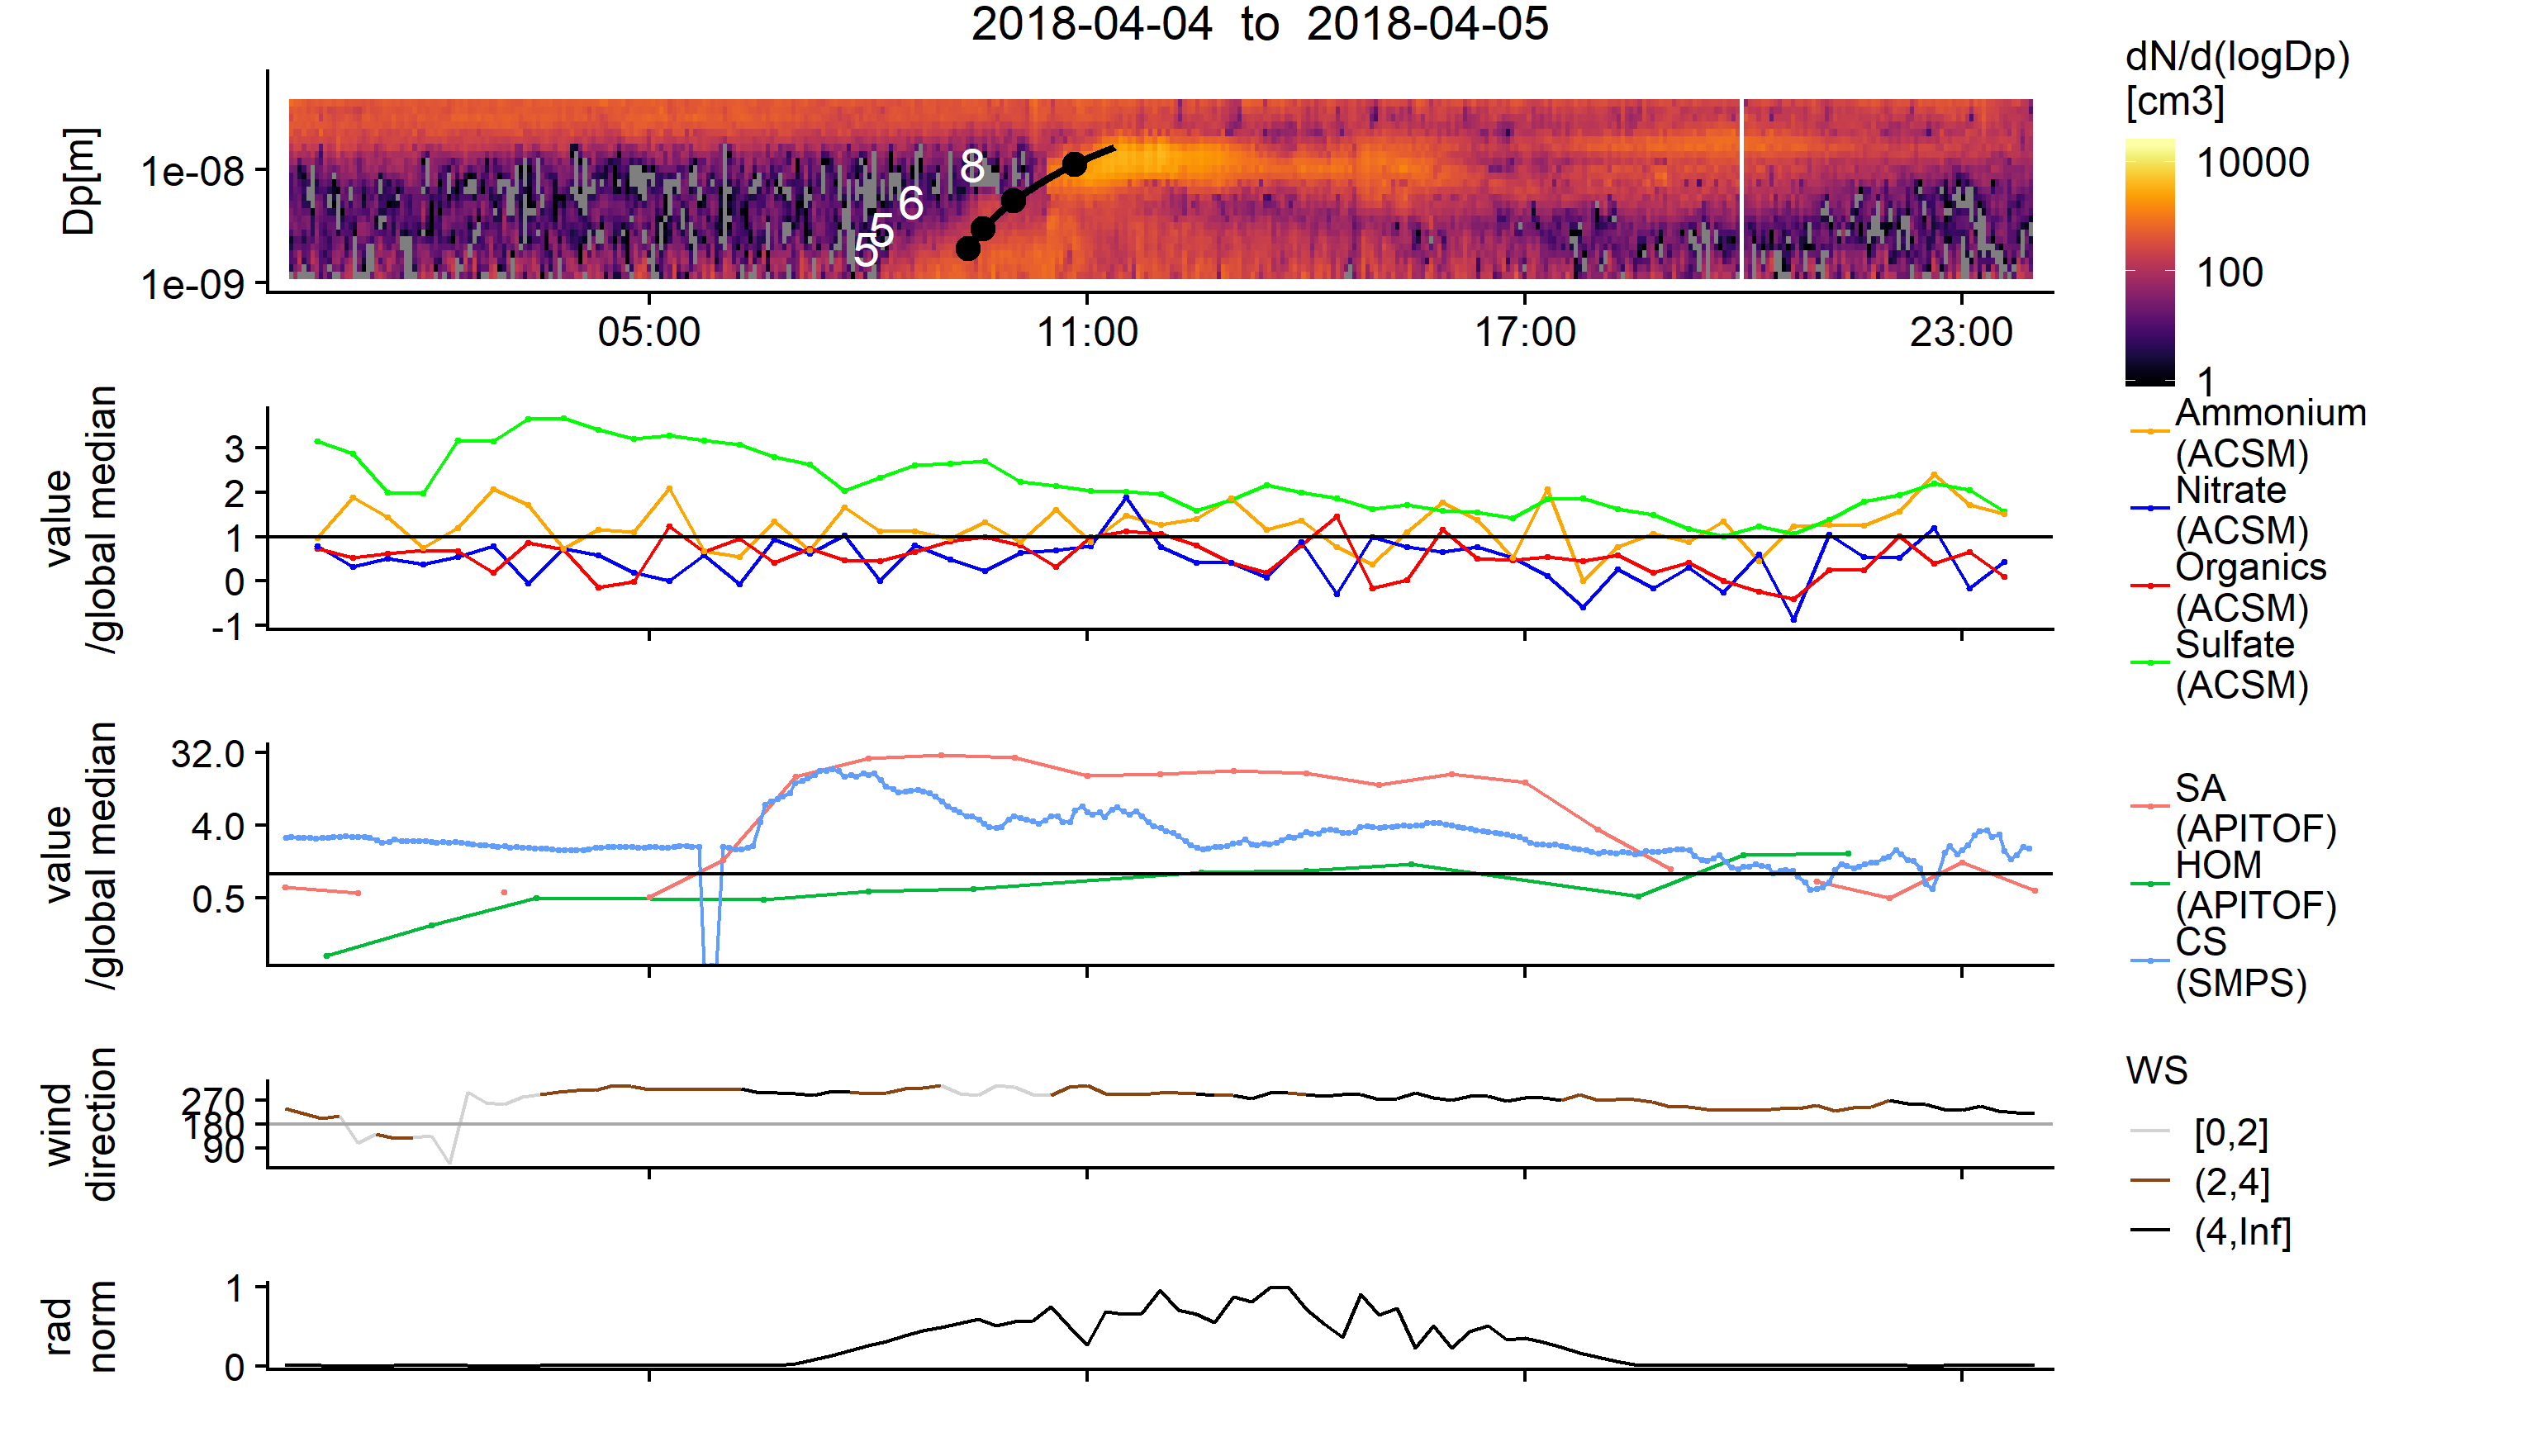 2018-04-04 to 2018-04-05
Dp[m]
1e-08
1e-09
8
6
5
5
05:00
11:00
17:00
23:00
dN/d(logDp)
[cm3]
10000
100
1
value
/global median
3
2
1
0
-1
Ammonium
(ACSM)
Nitrate
(ACSM)
Organics
(ACSM)
Sulfate
(ACSM)
value
/global median
32.0
4.0
0.5
SA
(APITOF)
HOM
(APITOF)
CS
(SMPS)
wind
direction
270
180
90
WS
[0,2]
(2,4]
(4,Inf]
rad
norm
1
0